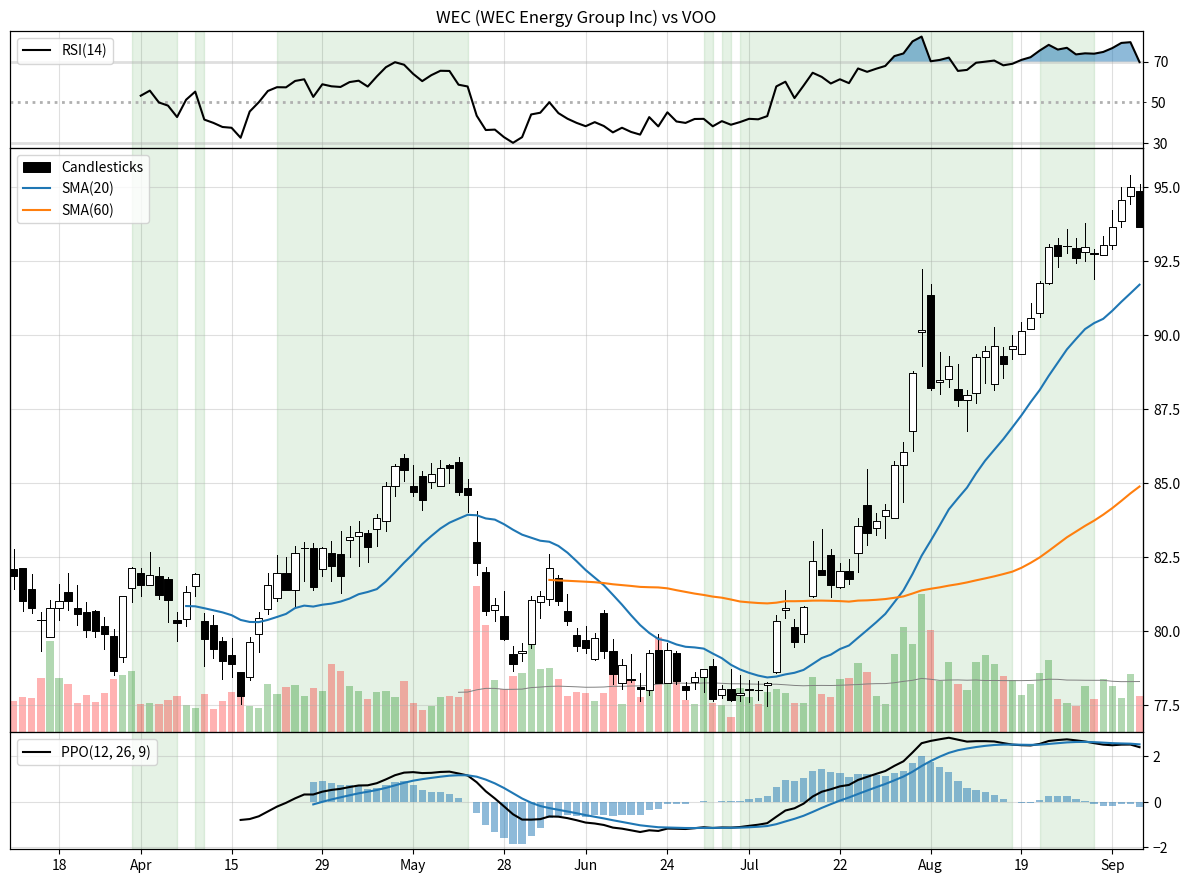 WEC (WEC Energy Group Inc) vs VOO
RSI(14)
70
50
30
Candlesticks
SMA(20)
SMA(60)
95.0
92.5
90.0
87.5
85.0
82.5
80.0
77.5
PPO(12, 26, 9)
2
0
−2
18 Apr 15 29 May 28 Jun 24 Jul 22 Aug 19 Sep